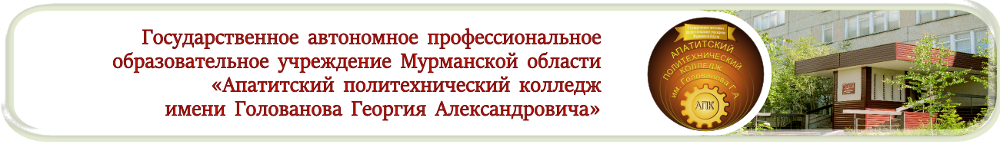 Государственное автономное профессиональное
образовательное учреждение Мурманской области
«Апатитский политехнический колледж
имени Голованова Георгия Александровича»
АПАТИТСКИЙ
ПОЛИТЕХНИЧЕСКИЙ
КОЛЛЕДЖ
им. Голованова Г.А.
АПК